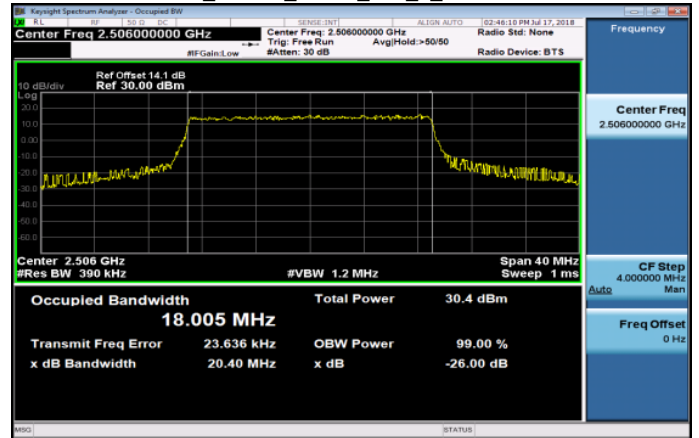 Keysight Spectrum Analyzer - Occupied BW
RL RF 50 Ω DC SENSE:INT ALIGN AUTO 02:46:10 PM Jul 17, 2018
Center Freq 2.506000000 GHz Center Freq: 2.506000000 GHz Radio Std: None Frequency
Trig: Free Run Avg|Hold:>50/50
#IFGain:Low #Atten: 30 dB Radio Device: BTS
Ref Offset 14.1 dB
10 dB/div Ref 30.00 dBm
Log
20.0
10.0
0.00
-10.0
-20.0
-30.0
-40.0
-50.0
-60.0
Center Freq
2.506000000 GHz
Center 2.506 GHz Span 40 MHz
#Res BW 390 kHz #VBW 1.2 MHz Sweep 1 ms
CF Step
4.000000 MHz
Auto Man
Occupied Bandwidth Total Power 30.4 dBm
18.005 MHz
Freq Offset
0 Hz
Transmit Freq Error 23.636 kHz OBW Power 99.00 %
x dB Bandwidth 20.40 MHz x dB -26.00 dB
MSG STATUS